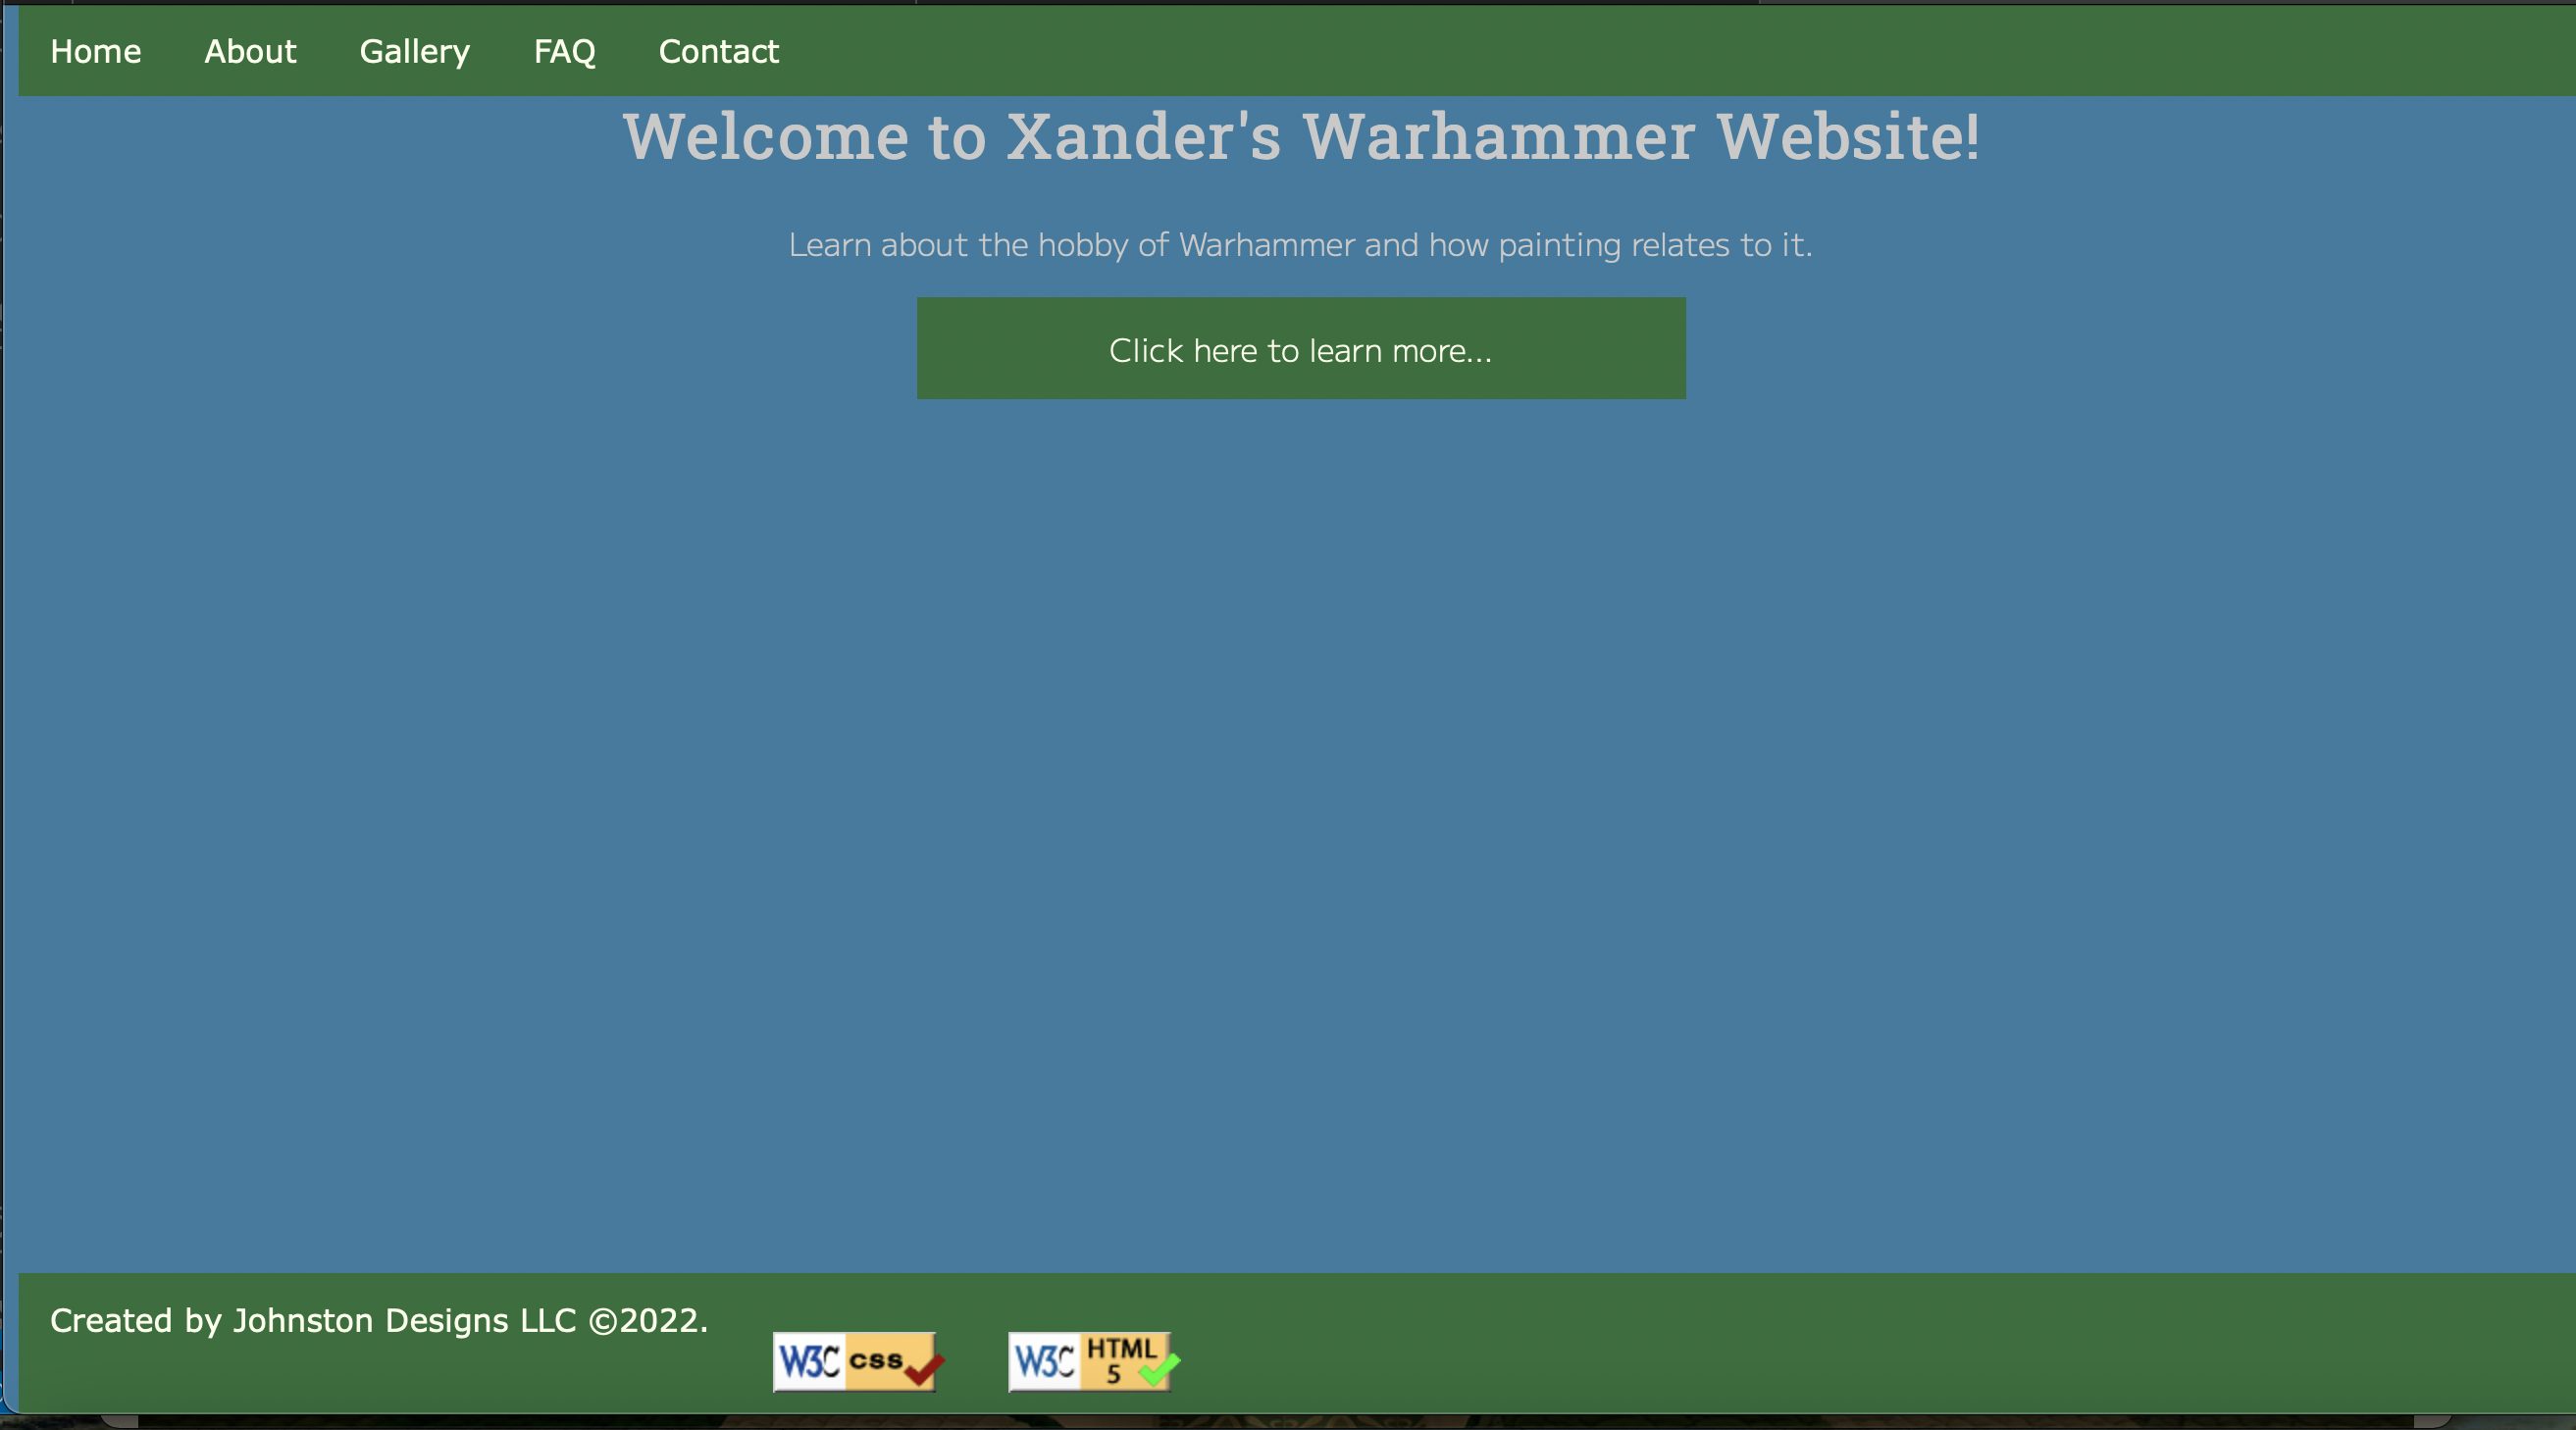 Home About Gallery FAQ Contact
Welcome to Xander's Warhammer Website!
Learn about the hobby of Warhammer and how painting relates to it.
Click here to learn more...
Created by Johnston Designs LLC ©2022.
W3C css W3C HTML 5